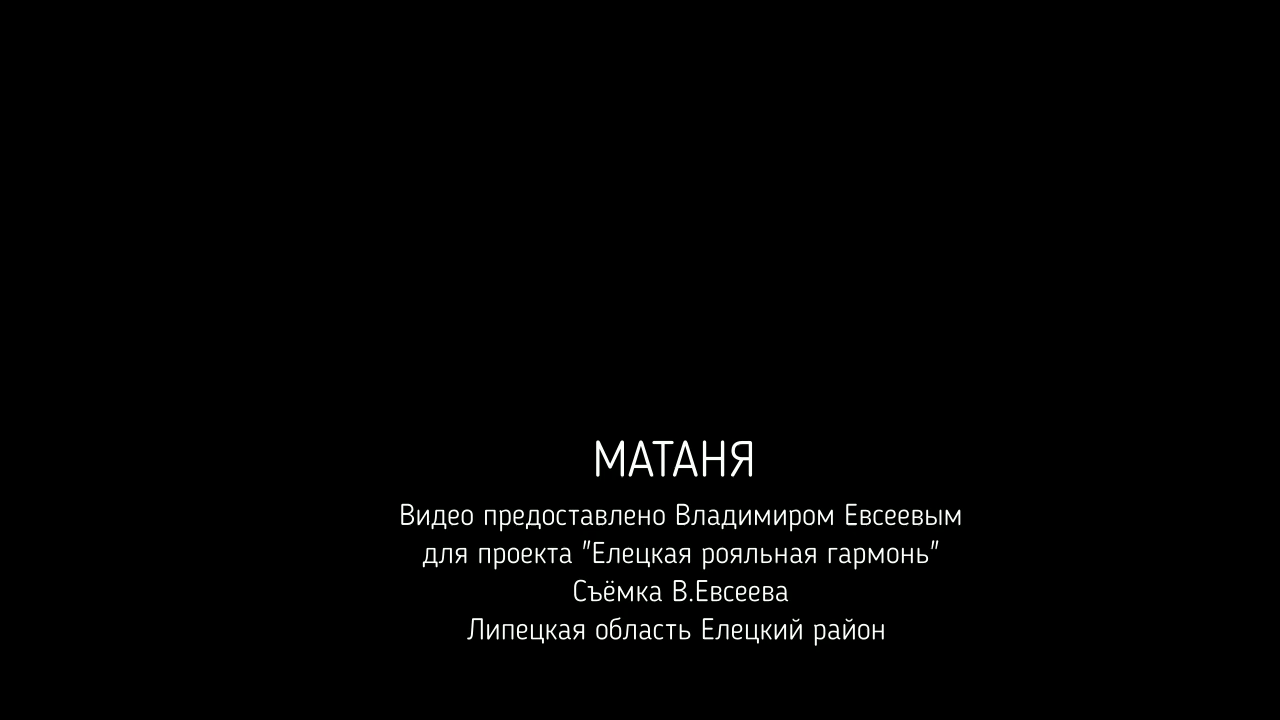 МАТАНЯ
Видео предоставлено Владимиром Евсеевым
для проекта "Елецкая рояльная гармонь"
Съёмка В.Евсеева
Липецкая область Елецкий район